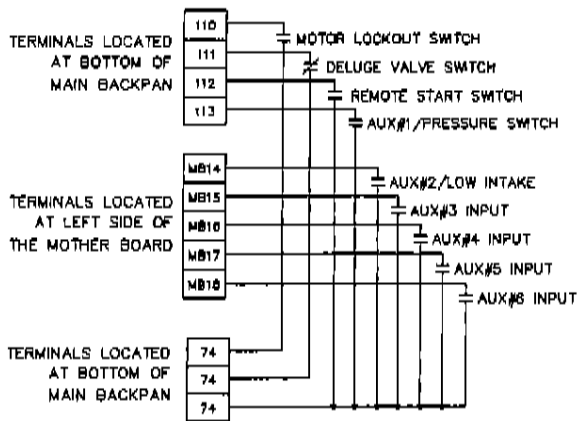 110
TERMINALS LOCATED
AT BOTTOM OF
MAIN BACKPAN
111
112
113
MOTOR LOCKOUT SWITCH
DELUGE VALVE SWITCH
REMOTE START SWITCH
AUX#1/PRESSURE SWITCH
TERMINALS LOCATED
AT LEFT SIDE OF
THE MOTHER BOARD
MB14
MB15
MB16
MB17
MB18
AUX#2/LOW INTAKE
AUX#3 INPUT
AUX#4 INPUT
AUX#5 INPUT
AUX#6 INPUT
TERMINALS LOCATED
AT BOTTOM OF
MAIN BACKPAN
74
74
74